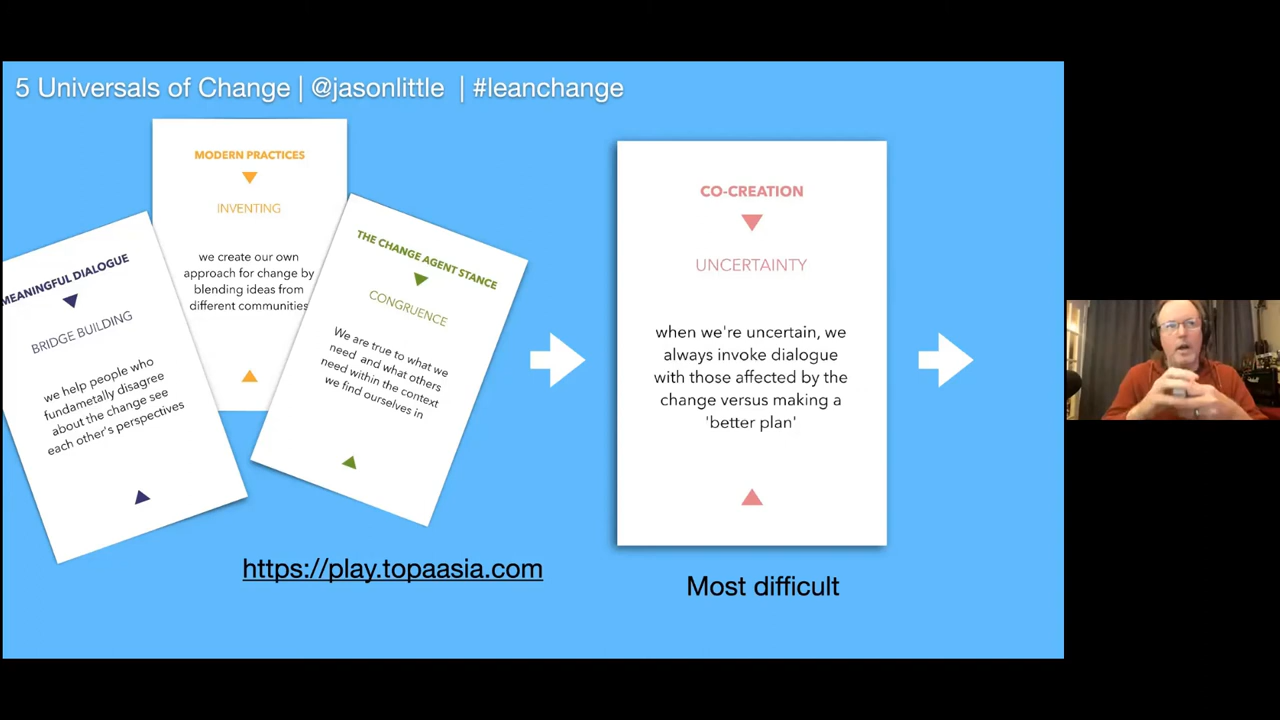 5 Universals of Change | @jasonlittle | #leanchange
MEANINGFUL DIALOGUE
BRIDGE BUILDING
we help people who
fundametally disagree
about the change see
each other's perspectives
MODERN PRACTICES
INVENTING
we create our own
approach for change by
blending ideas from
different communities
THE CHANGE AGENT STANCE
CONGRUENCE
We are true to what we
need and what others
need within the context
we find ourselves in
https://play.topaasia.com
CO-CREATION
UNCERTAINTY
when we're uncertain, we
always invoke dialogue
with those affected by the
change versus making a
'better plan'
Most difficult